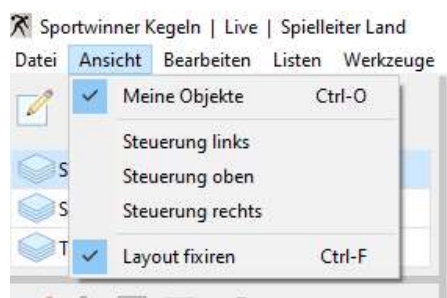 Sportwinner Kegeln | Live | Spielleiter Land
Datei Ansicht Bearbeiten Listen Werkzeuge
Meine Objekte Ctrl-O
S
Steuerung links
Steuerung oben
S
Steuerung rechts
T
Layout fixiren Ctrl-F